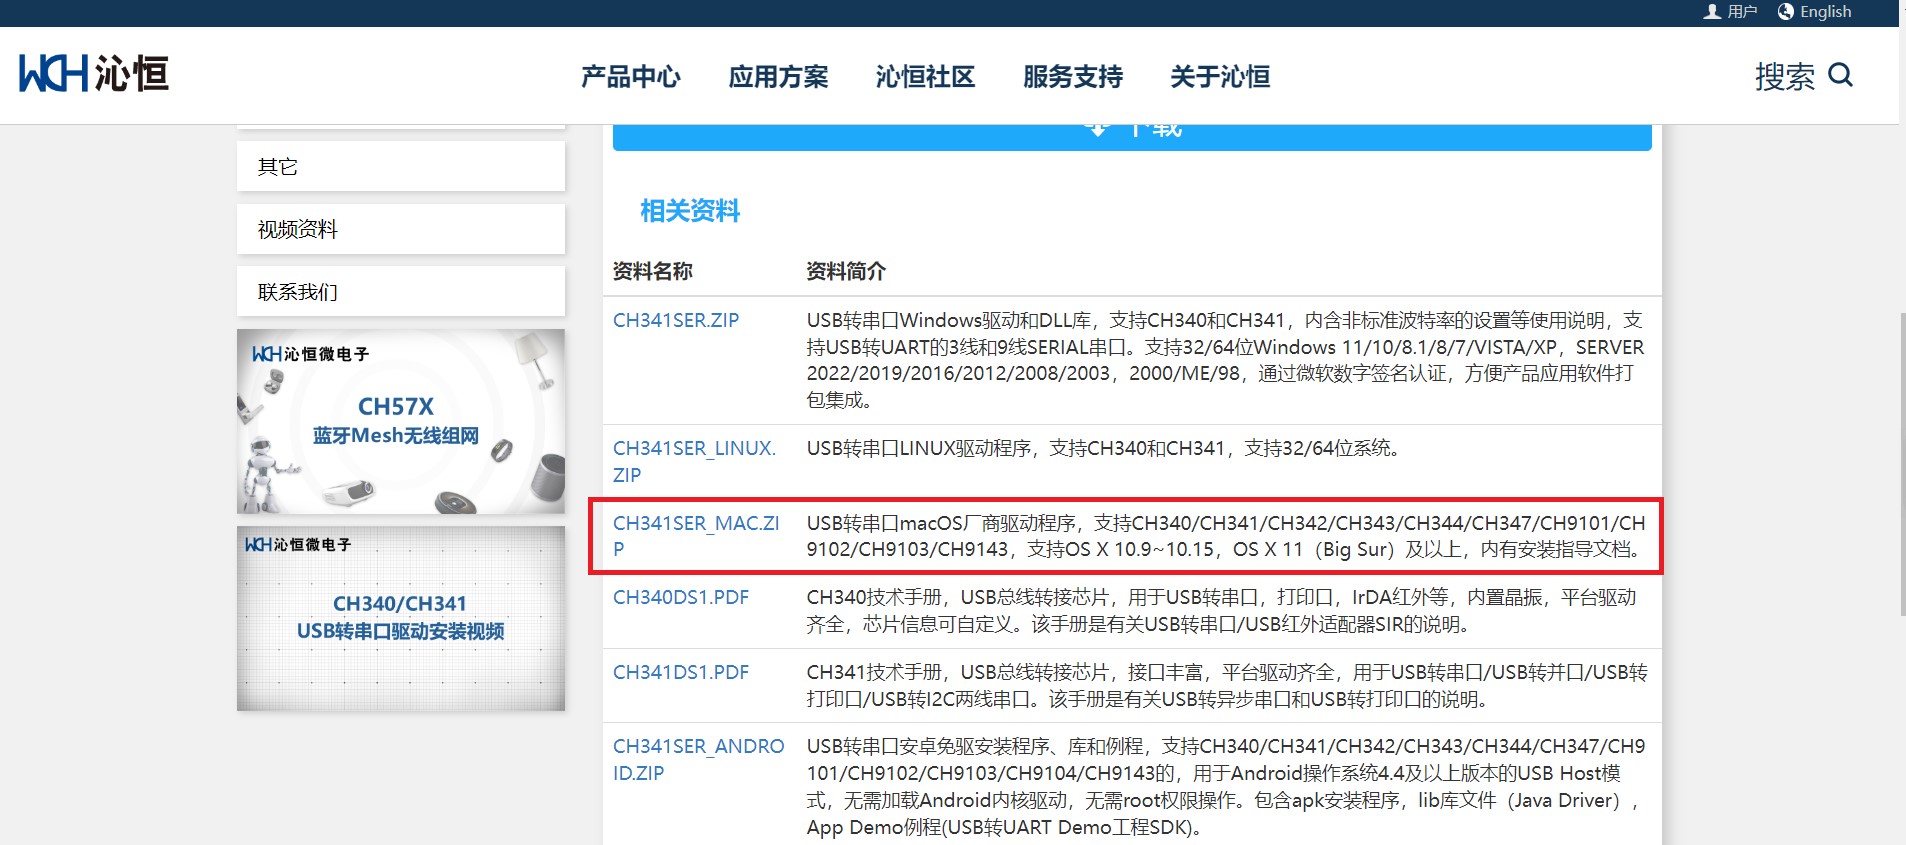 用户 English
WCH 沁恒
产品中心 应用方案 沁恒社区 服务支持 关于沁恒
搜索
下载
其它
视频资料
联系我们
WCH 沁恒微电子
CH57X
蓝牙Mesh无线组网
WCH 沁恒微电子
CH340/CH341
USB转串口驱动安装视频
相关资料
资料名称 资料简介
CH341SER.ZIP
USB转串口Windows驱动和DLL库，支持CH340和CH341，内含非标准波特率的设置等使用说明，支
持USB转UART的3线和9线SERIAL串口。支持32/64位Windows 11/10/8.1/8/7/VISTA/XP，SERVER
2022/2019/2016/2012/2008/2003，2000/ME/98，通过微软数字签名认证，方便产品应用软件打
包集成。
CH341SER_LINUX.
ZIP
USB转串口LINUX驱动程序，支持CH340和CH341，支持32/64位系统。
CH341SER_MAC.ZI
P
USB转串口macOS厂商驱动程序，支持CH340/CH341/CH342/CH343/CH344/CH347/CH9101/CH
9102/CH9103/CH9143，支持OS X 10.9~10.15，OS X 11（Big Sur）及以上，内有安装指导文档。
CH340DS1.PDF
CH340技术手册，USB总线转接芯片，用于USB转串口，打印口，IrDA红外等，内置晶振，平台驱动
齐全，芯片信息可自定义。该手册是有关USB转串口/USB红外适配器SIR的说明。
CH341DS1.PDF
CH341技术手册，USB总线转接芯片，接口丰富，平台驱动齐全，用于USB转串口/USB转并口/USB转
打印口/USB转I2C两线串口。该手册是有关USB转异步串口和USB转打印口的说明。
CH341SER_ANDRO
ID.ZIP
USB转串口安卓免驱安装程序、库和例程，支持CH340/CH341/CH342/CH343/CH344/CH347/CH9
101/CH9102/CH9103/CH9104/CH9143的，用于Android操作系统4.4及以上版本的USB Host模
式，无需加载Android内核驱动，无需root权限操作。包含apk安装程序，lib库文件（Java Driver），
App Demo例程(USB转UART Demo工程SDK)。